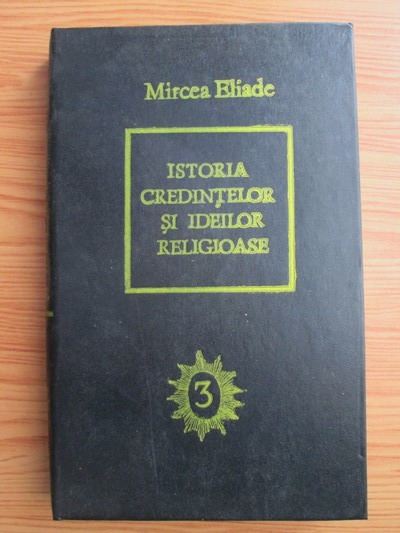 Mircea Eliade
ISTORIA
CREDINȚELOR
ȘI IDEILOR
RELIGIOASE
3